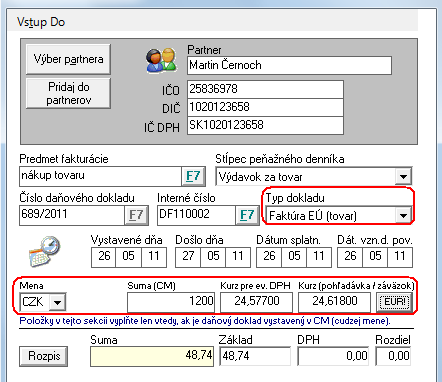 Vstup Do
Výber partnera
Pridaj do partnerov
Partner
Martin Černoch
IČO 25836978
DIČ 1020123658
IČ DPH SK1020123658
Predmet fakturácie Stĺpec peňažného denníka
nákup tovaru F7 Výdavok za tovar
Číslo daňového dokladu Interné číslo Typ dokladu
689/2011 F7 DF110002 F7 Faktúra EÚ (tovar)
Vystavené dňa Došlo dňa Dátum splatn. Dát. vzn.d. pov.
26 05 11 27 05 11 26 05 11 26 05 11
Mena Suma (CM) Kurz pre ev. DPH Kurz (pohľadávka / záväzok)
CZK 1200 24,57700 24,61800 EUR!
Položky v tejto sekcii vyplňte len vtedy, ak je daňový doklad vystavený v CM (cudzej mene).
Suma Základ DPH Rozdiel
Rozpis 48,74 48,74 0,00 0,00